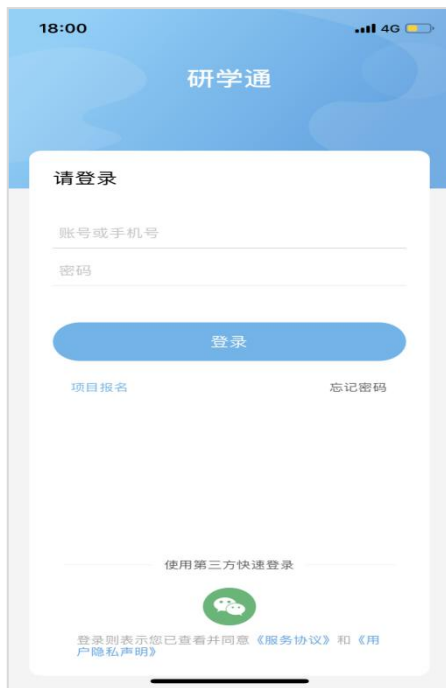 18:00 4G
研学通
请登录
账号或手机号
密码
登录
项目报名 忘记密码
使用第三方快速登录
登录则表示您已查看并同意《服务协议》和《用
户隐私声明》